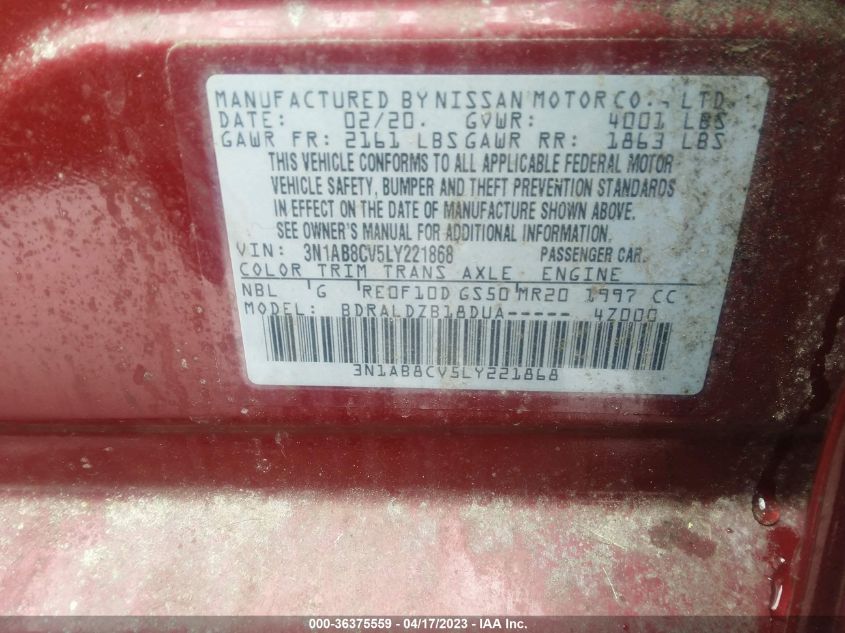 MANUFACTURED BY NISSAN MOTOR CO., LTD.
DATE: 02/20. GVWR: 4001 LBS
GAWR FR: 2161 LBS GAWR RR: 1863 LBS
THIS VEHICLE CONFORMS TO ALL APPLICABLE FEDERAL MOTOR
VEHICLE SAFETY, BUMPER AND THEFT PREVENTION STANDARDS
IN EFFECT ON THE DATE OF MANUFACTURE SHOWN ABOVE.
SEE OWNER'S MANUAL FOR ADDITIONAL INFORMATION.
VIN: 3N1AB8CV5LY221868 PASSENGER CAR.
COLOR TRIM TRANS AXLE ENGINE
NBL G RE0F10D GS50 MR20 1997 CC
MODEL: BDRALDZB18DUA----- 4Z000
3N1AB8CV5LY221868
000-36375559 - 04/17/2023 - IAA Inc.